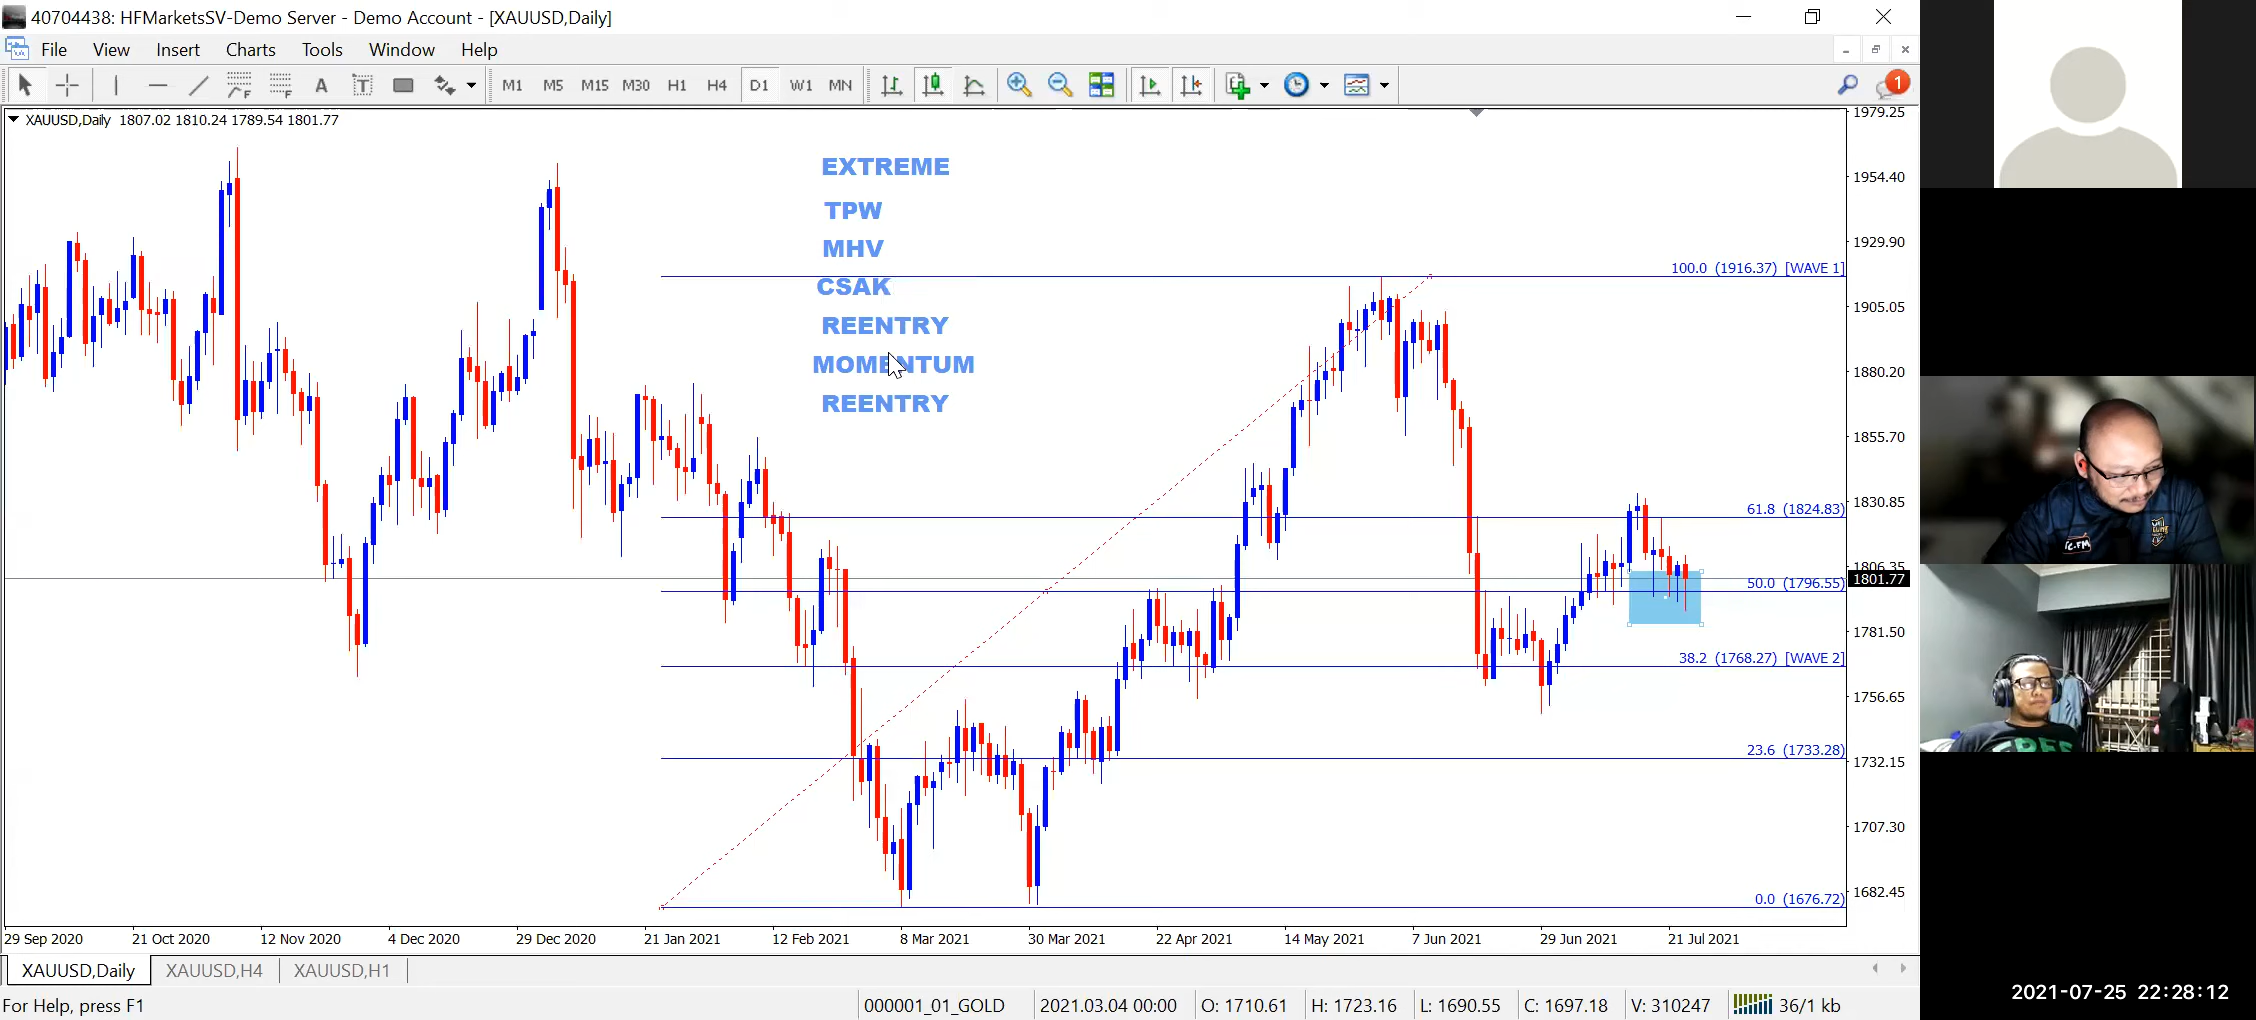 40704438: HFMarketsSV-Demo Server - Demo Account - [XAUUSD,Daily]
File View Insert Charts Tools Window Help
A T M1 M5 M15 M30 H1 H4 D1 W1 MN 1
XAUUSD,Daily 1807.02 1810.24 1789.54 1801.77
1979.25
EXTREME
1954.40
TPW
1929.90
MHV
100.0 (1916.37) [WAVE 1]
CSAK
1905.05
REENTRY
MOMENTUM
1880.20
REENTRY
1855.70
1830.85
61.8 (1824.83)
1806.35
1801.77
50.0 (1796.55)
1781.50
38.2 (1768.27) [WAVE 2]
1756.65
23.6 (1733.28)
1732.15
1707.30
1682.45
0.0 (1676.72)
29 Sep 2020 21 Oct 2020 12 Nov 2020 4 Dec 2020 29 Dec 2020 21 Jan 2021 12 Feb 2021 8 Mar 2021 30 Mar 2021 22 Apr 2021 14 May 2021 7 Jun 2021 29 Jun 2021 21 Jul 2021
XAUUSD,Daily XAUUSD,H4 XAUUSD,H1
For Help, press F1 000001_01_GOLD 2021.03.04 00:00 O: 1710.61 H: 1723.16 L: 1690.55 C: 1697.18 V: 310247 36/1 kb
2021-07-25 22:28:12